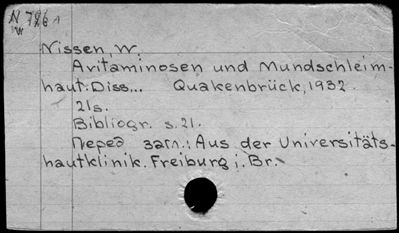 N 786
W
Nissen, W.
Avitaminosen und Mundschleim-
haut: Diss... Quakenbrück, 1932.
21s.
Bibliogr. s. 21.
Перед загл.: Aus der Universitäts-
hautklinik. Freiburg i. Br.